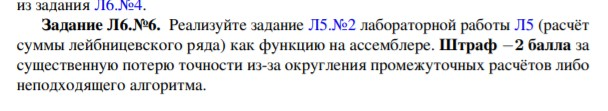 из задания Л6.№4.
Задание Л6.№6. Реализуйте задание Л5.№2 лабораторной работы Л5 (расчёт
суммы лейбницевского ряда) как функцию на ассемблере. Штраф −2 балла за
существенную потерю точности из-за округления промежуточных расчётов либо
неподходящего алгоритма.